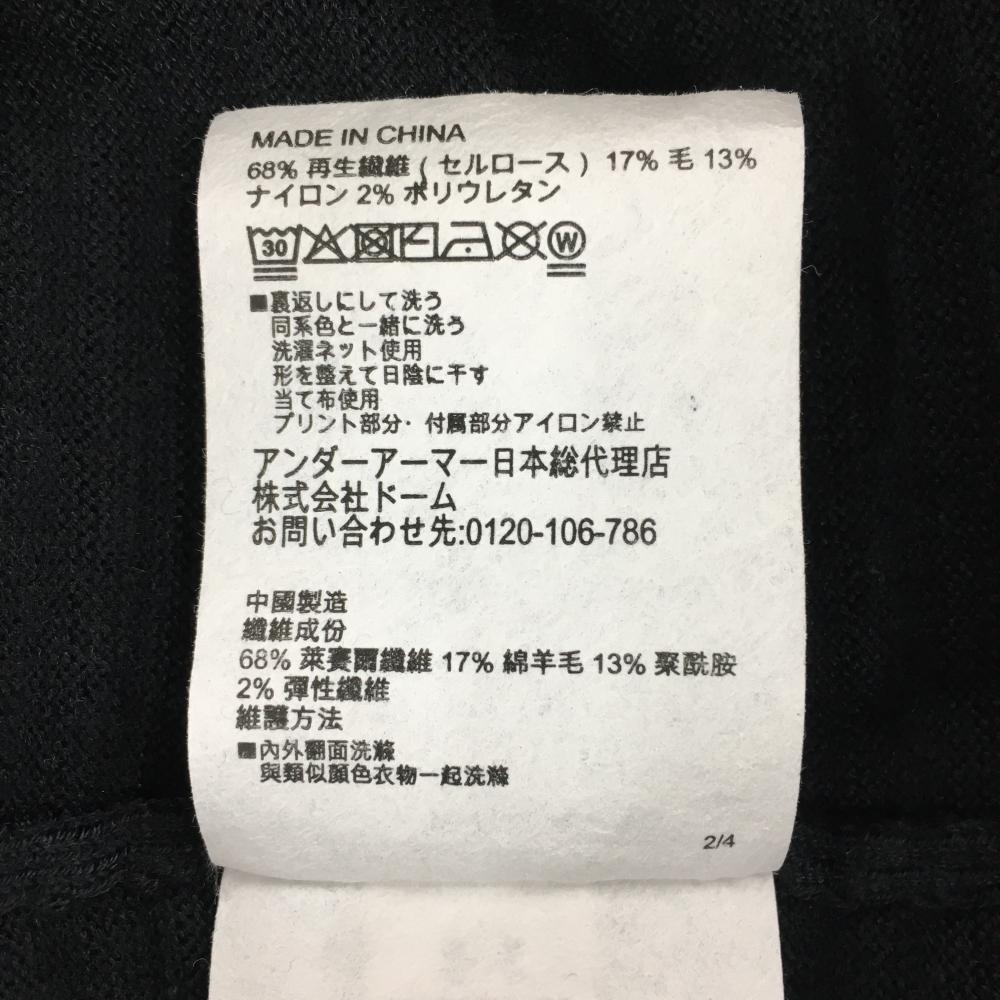 MADE IN CHINA
68% 再生繊維 ( セルロース ) 17% 毛 13%
ナイロン 2% ポリウレタン
30 W
■裏返しにして洗う
同系色と一緒に洗う
洗濯ネット使用
形を整えて日陰に干す
当て布使用
プリント部分・付属部分アイロン禁止
アンダーアーマー日本総代理店
株式会社ドーム
お問い合わせ先:0120-106-786
中國製造
纖維成份
68% 萊賽爾纖維 17% 綿羊毛 13% 聚酰胺
2% 彈性纖維
維護方法
■內外翻面洗滌
與類似顏色衣物一起洗滌
2/4